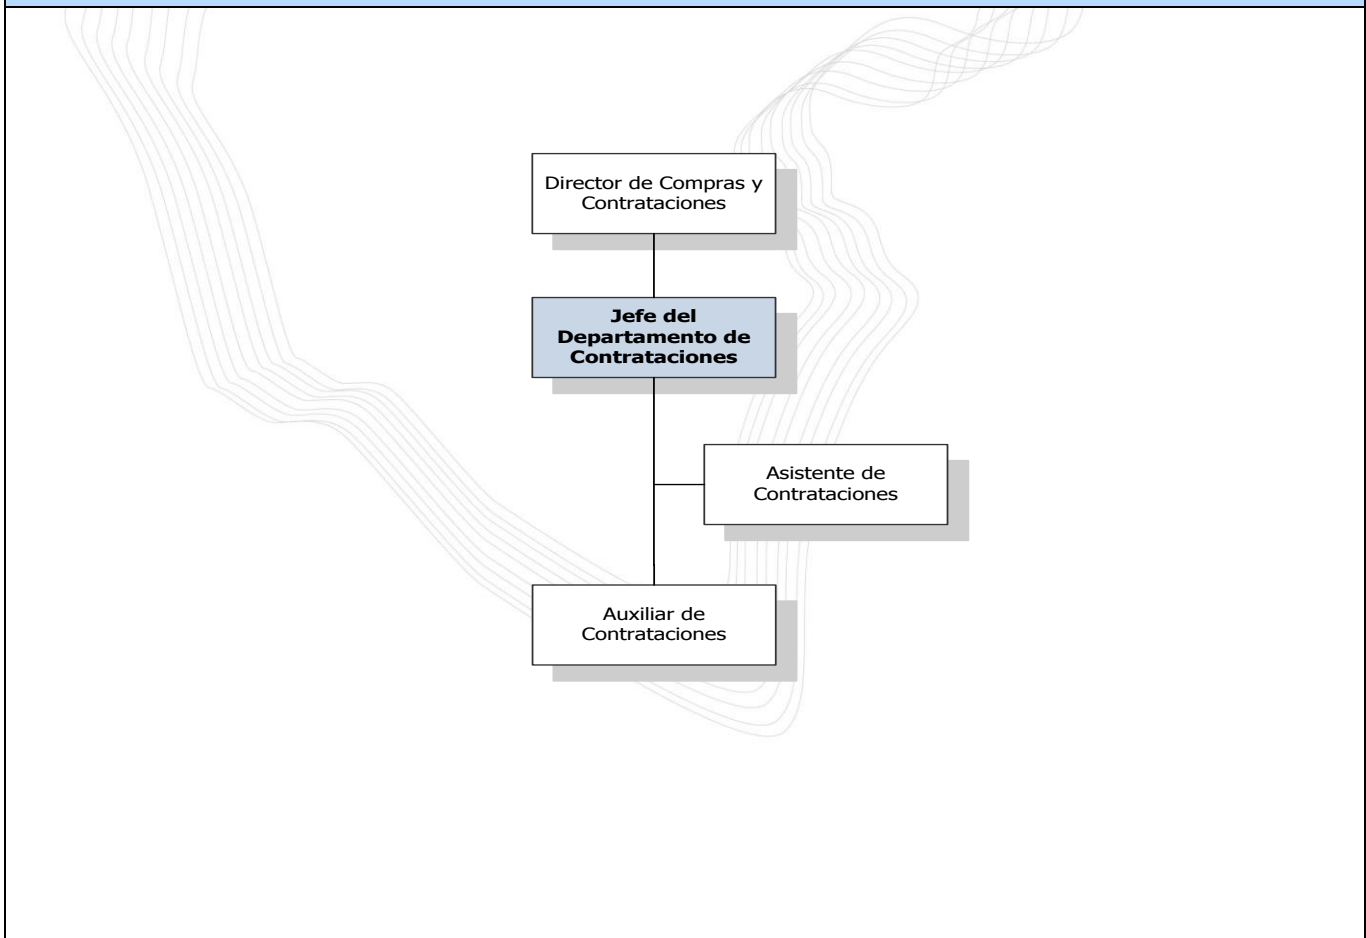 Director de Compras y
Contrataciones
Jefe del
Departamento de
Contrataciones
Asistente de
Contrataciones
Auxiliar de
Contrataciones